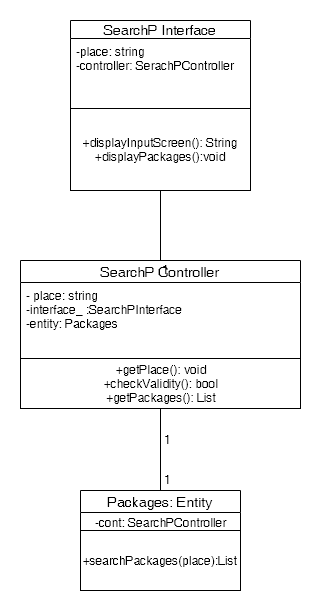 SearchP Interface
-place: string
-controller: SerachPController
+displayInputScreen(): String
+displayPackages():void
SearchP Controller
- place: string
-interface_ :SearchPInterface
-entity: Packages
+getPlace(): void
+checkValidity(): bool
+getPackages(): List
1
1
Packages: Entity
-cont: SearchPController
+searchPackages(place):List